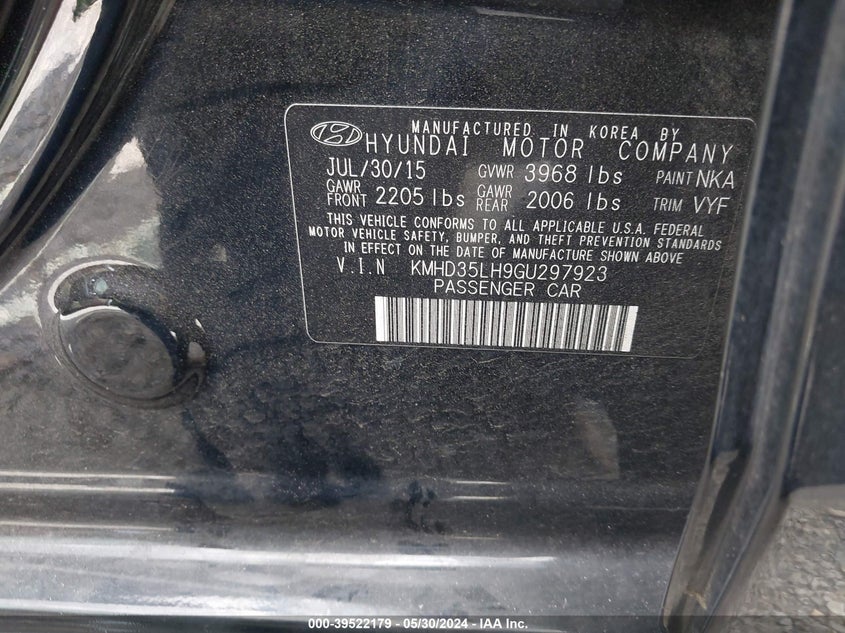 MANUFACTURED IN KOREA BY
HYUNDAI MOTOR COMPANY
JUL/30/15 GVWR 3968 lbs PAINT NKA
GAWR FRONT 2205 lbs GAWR REAR 2006 lbs TRIM VYF
THIS VEHICLE CONFORMS TO ALL APPLICABLE U.S.A. FEDERAL
MOTOR VEHICLE SAFETY, BUMPER, AND THEFT PREVENTION STANDARDS
IN EFFECT ON THE DATE OF MANUFACTURE SHOWN ABOVE
V.I.N KMHD35LH9GU297923
PASSENGER CAR
000-39522179 - 05/30/2024 - IAA Inc.